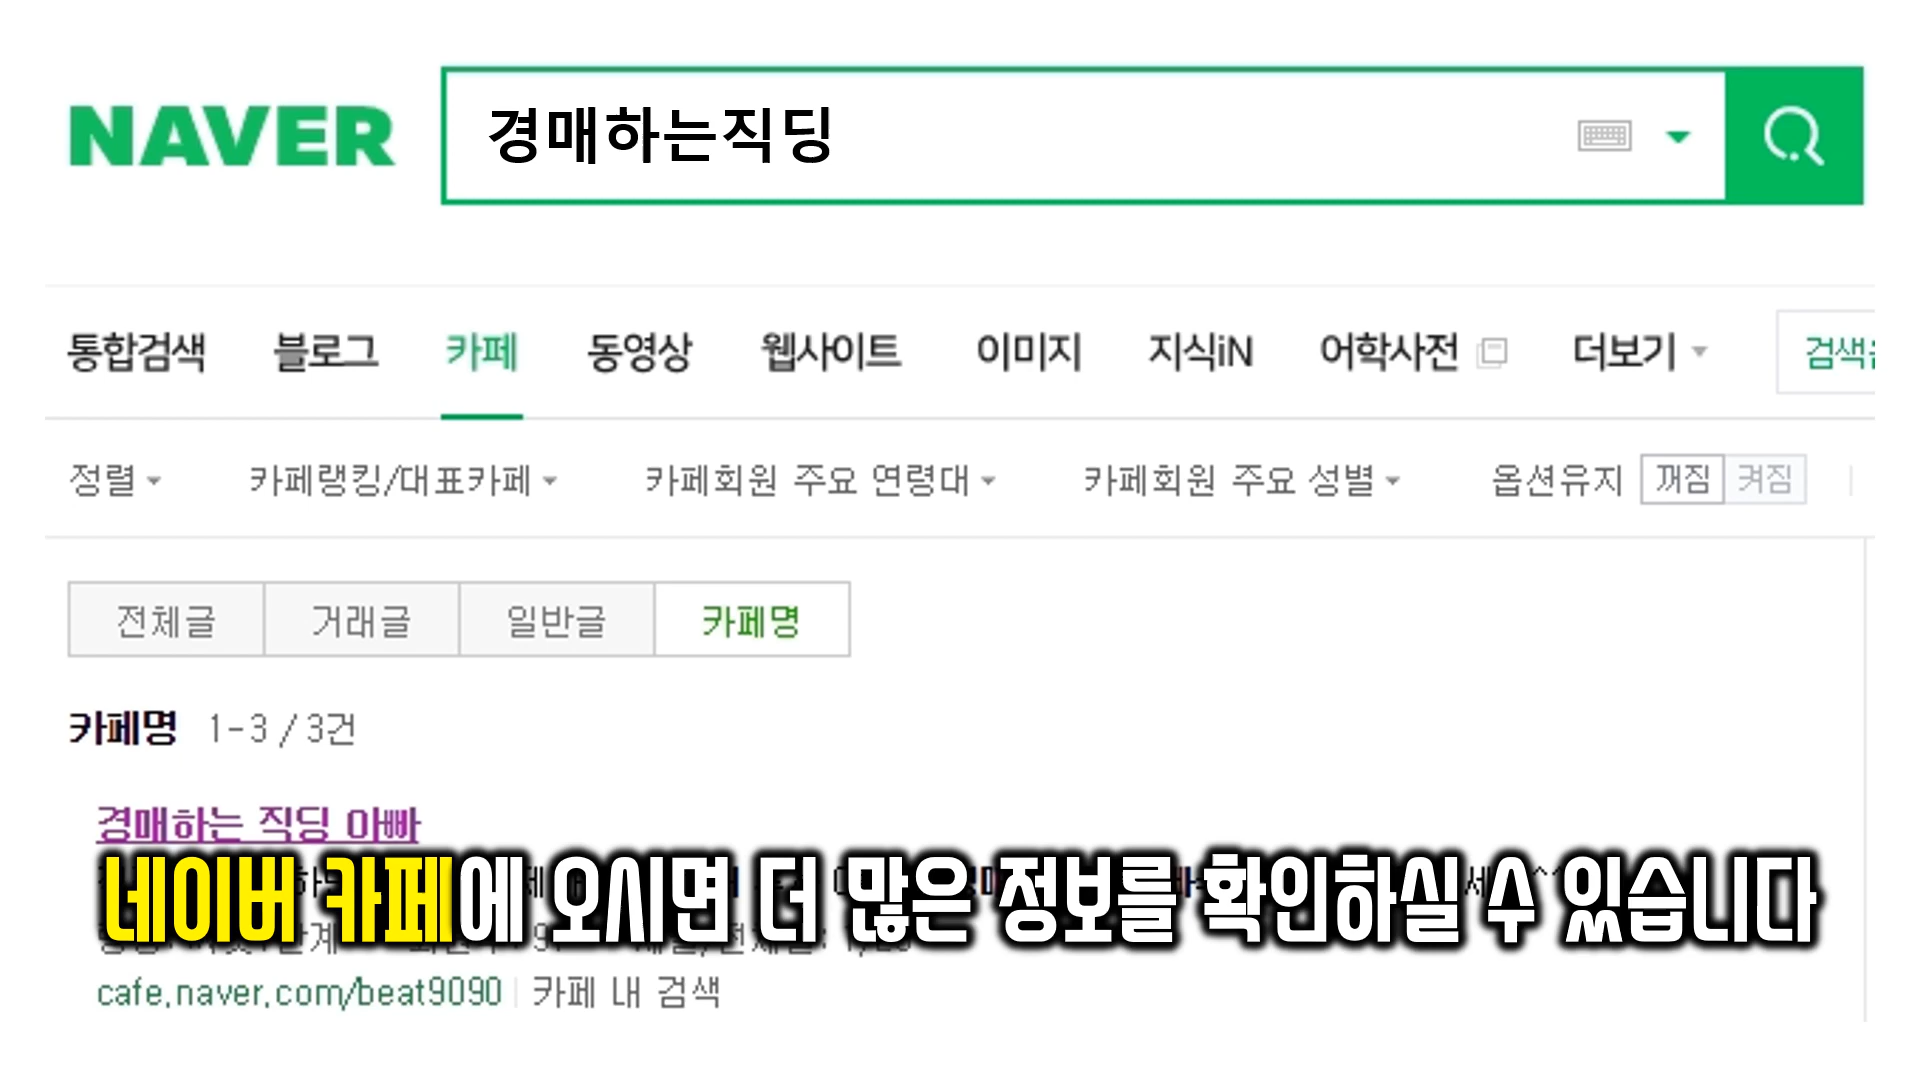 NAVER 경매하는직딩
통합검색 블로그 카페 동영상 웹사이트 이미지 지식iN 어학사전 더보기 검색
정렬 카페랭킹/대표카페 카페회원 주요 연령대 카페회원 주요 성별 옵션유지 꺼짐 켜짐
전체글 거래글 일반글 카페명
카페명 1-3 / 3건
경매하는 직딩 아빠
네이버 카페에 오시면 더 많은 정보를 확인하실 수 있습니다
cafe.naver.com/beat9090 카페 내 검색